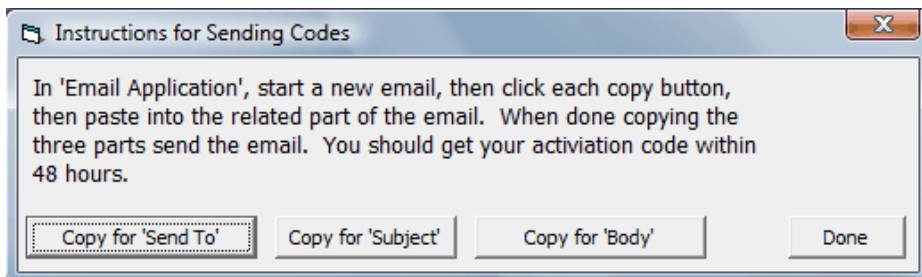 Instructions for Sending Codes
In 'Email Application', start a new email, then click each copy button,
then paste into the related part of the email.  When done copying the
three parts send the email.  You should get your activiation code within
48 hours.
Copy for 'Send To' Copy for 'Subject' Copy for 'Body' Done